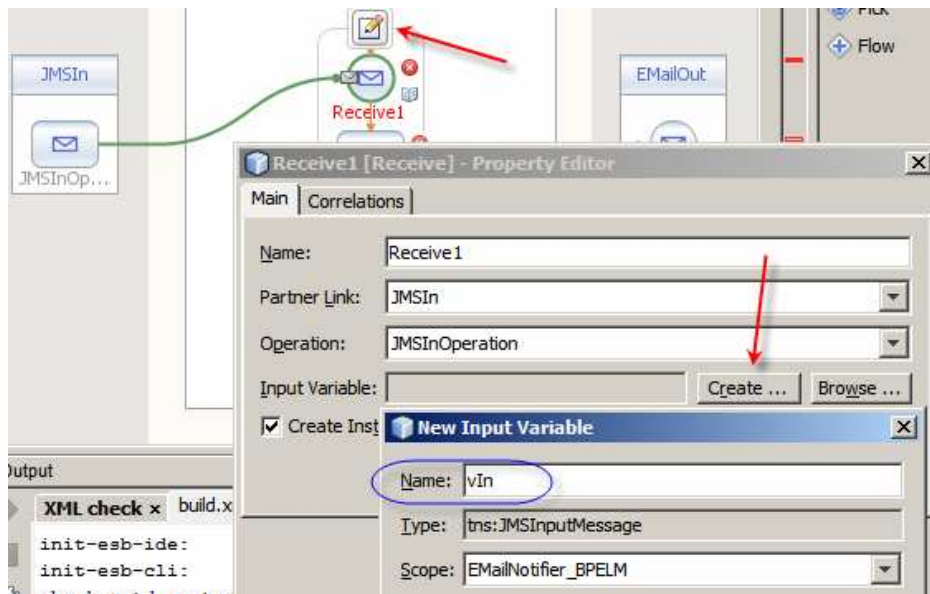 Flow
JMSIn
EMailOut
JMSInOp...
Receive1
Receive1 [Receive] - Property Editor
Main
Correlations
Name:
Receive1
Partner Link:
JMSIn
Operation:
JMSInOperation
Input Variable:
Create ...
Browse ...
Create Inst
New Input Variable
Name:
vIn
Type:
tns:JMSInputMessage
Scope:
EMailNotifier_BPELM
Output
XML check × build.x
init-esb-ide:
init-esb-cli: